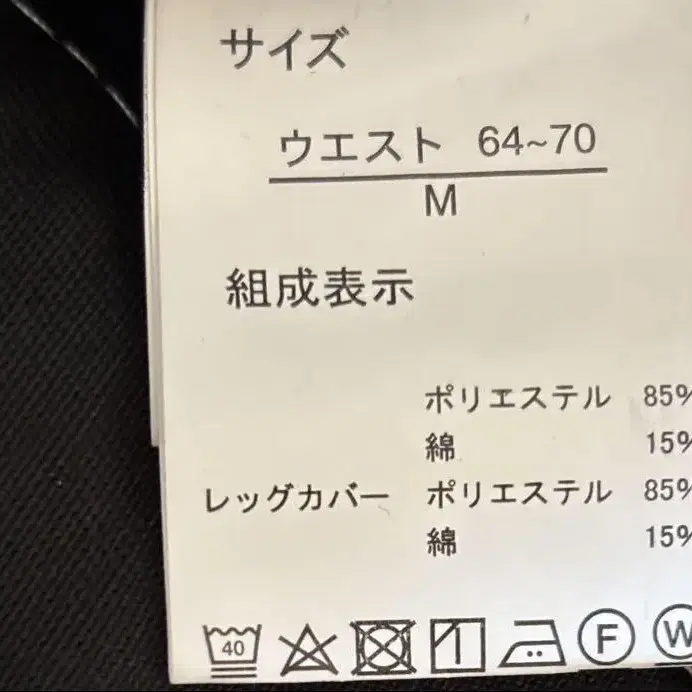 サイズ
ウエスト 64~70
M
組成表示
ポリエステル 85%
綿 15%
レッグカバー ポリエステル 85%
綿 15%
40 F W